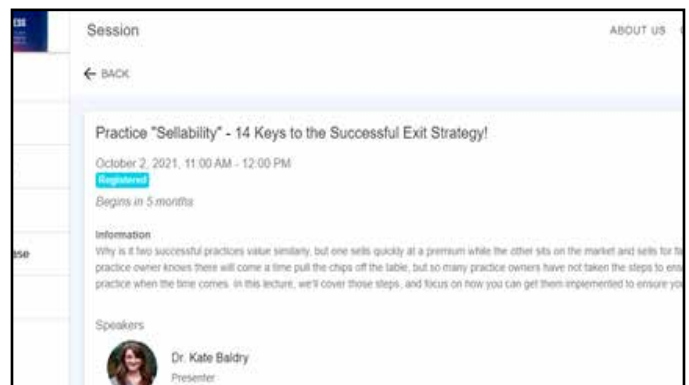 Session
ABOUT US
← BACK
Practice "Sellability" - 14 Keys to the Successful Exit Strategy!
October 2, 2021, 11:00 AM - 12:00 PM
Registered
Begins in 5 months
Information
Why is it two successful practices value similarly, but one sells quickly at a premium while the other sits on the market and sells for
practice owner knows there will come a time pull the chips off the table, but so many practice owners have not taken the steps to
practice when the time comes. In this lecture, we'll cover those steps, and focus on how you can get them implemented to ensure
Speakers
Dr. Kate Baldry
Presenter